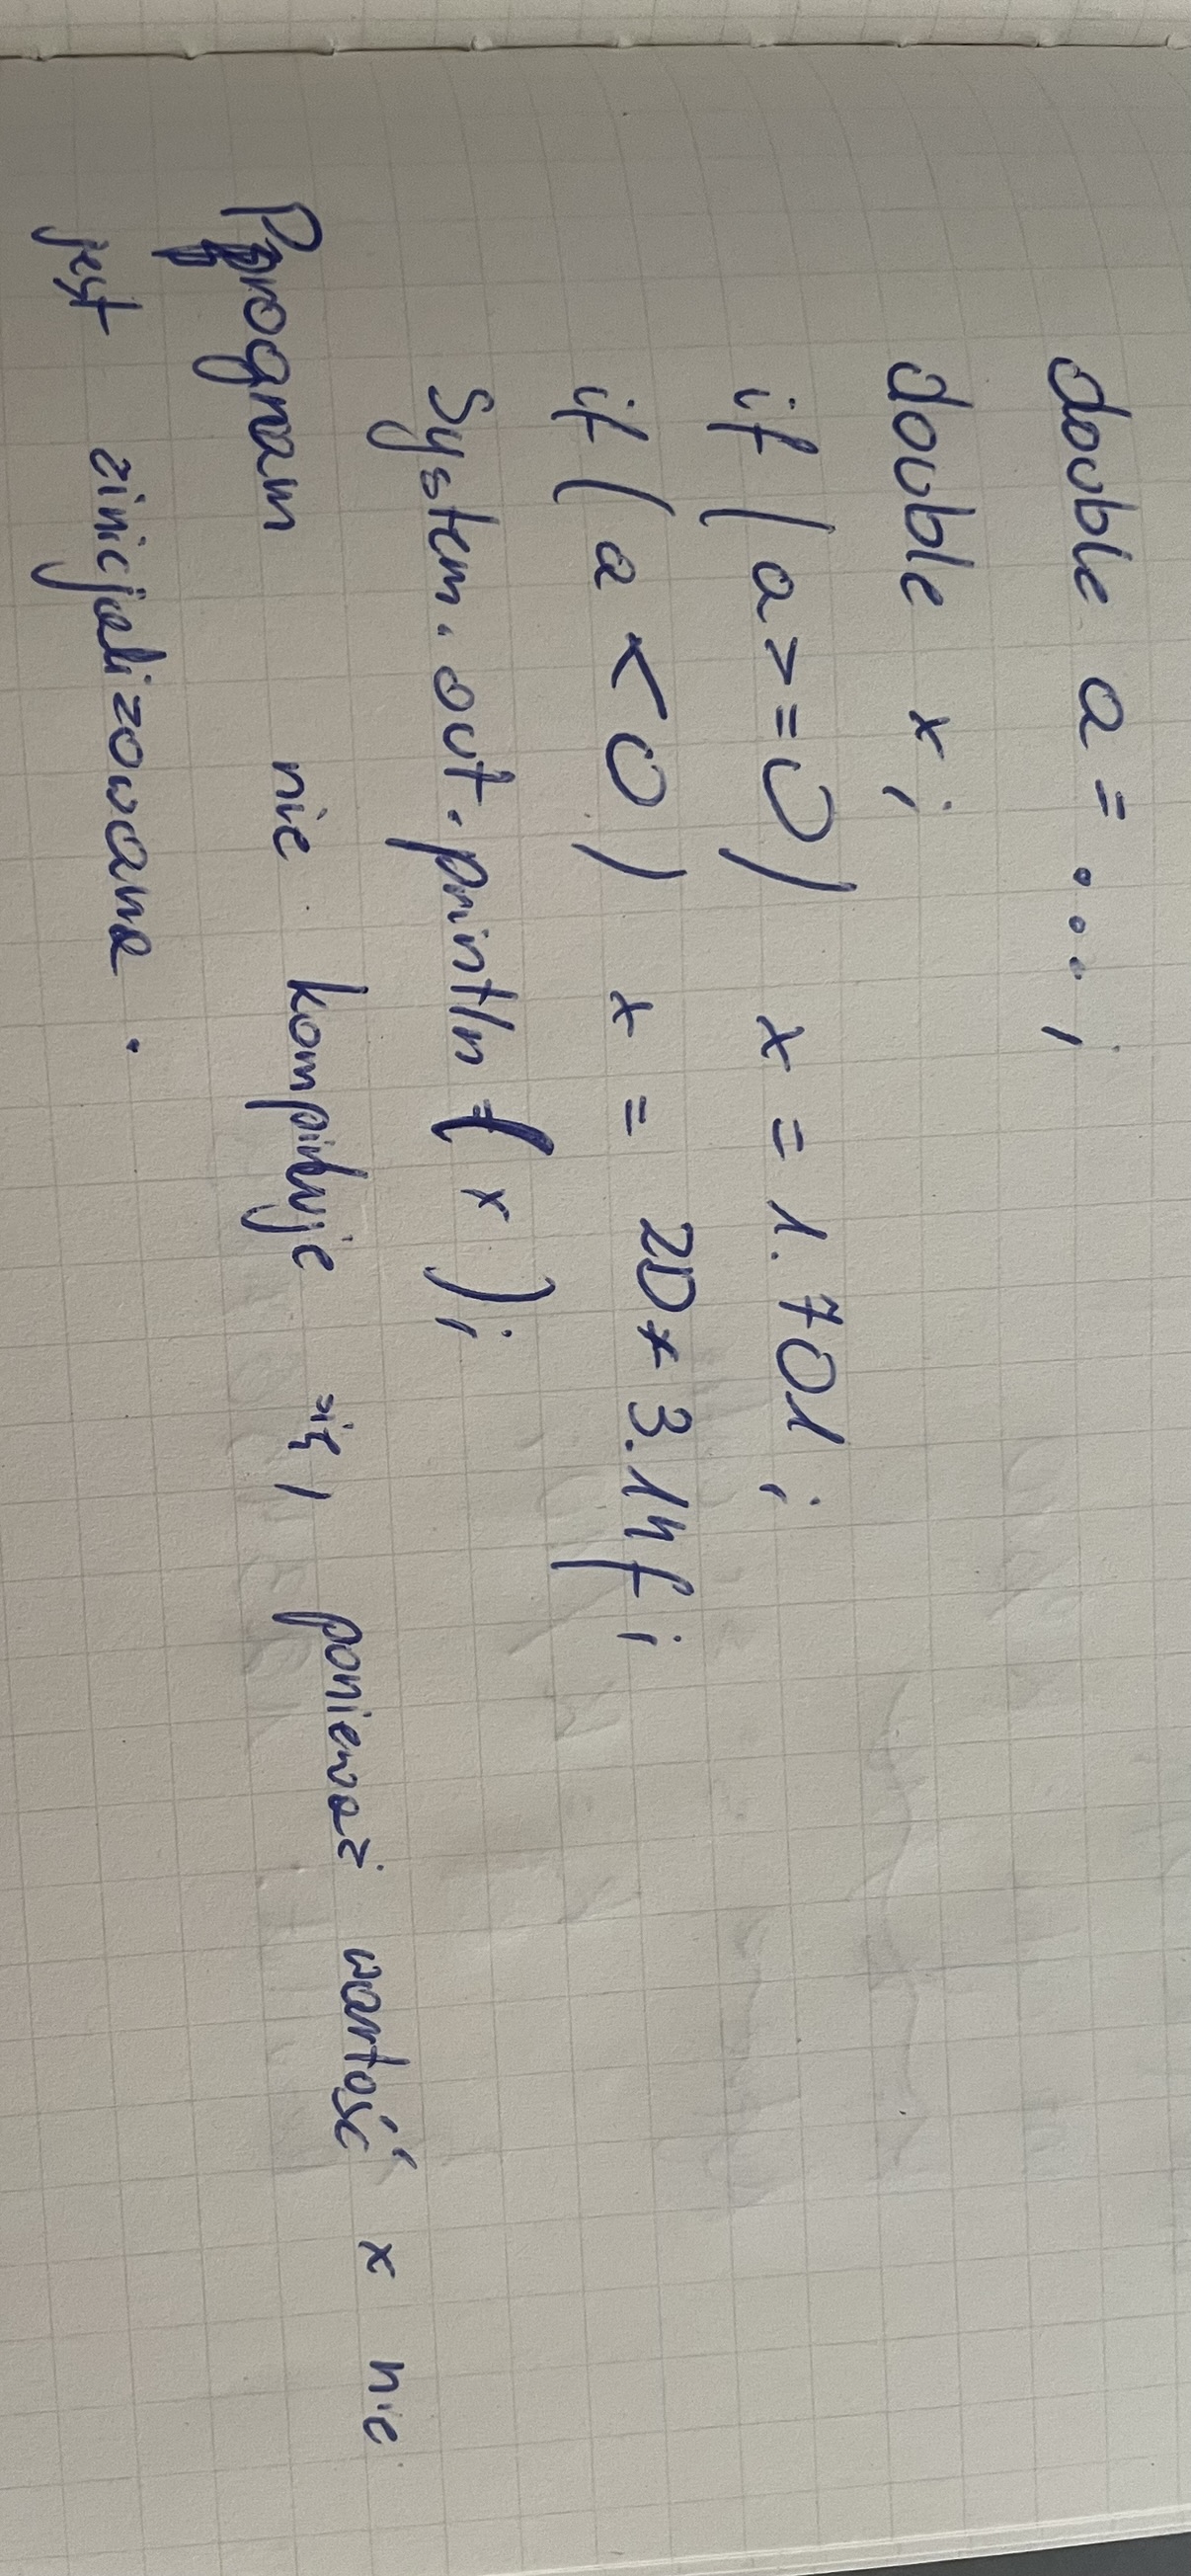 double a = ...;
double x;
if (a >= 0) x = 1.701;
if (a < 0) x = 2D * 3.14f;
System.out.println(x);
Program nie kompiluje się, ponieważ wartość x nie
jest zinicjalizowana.